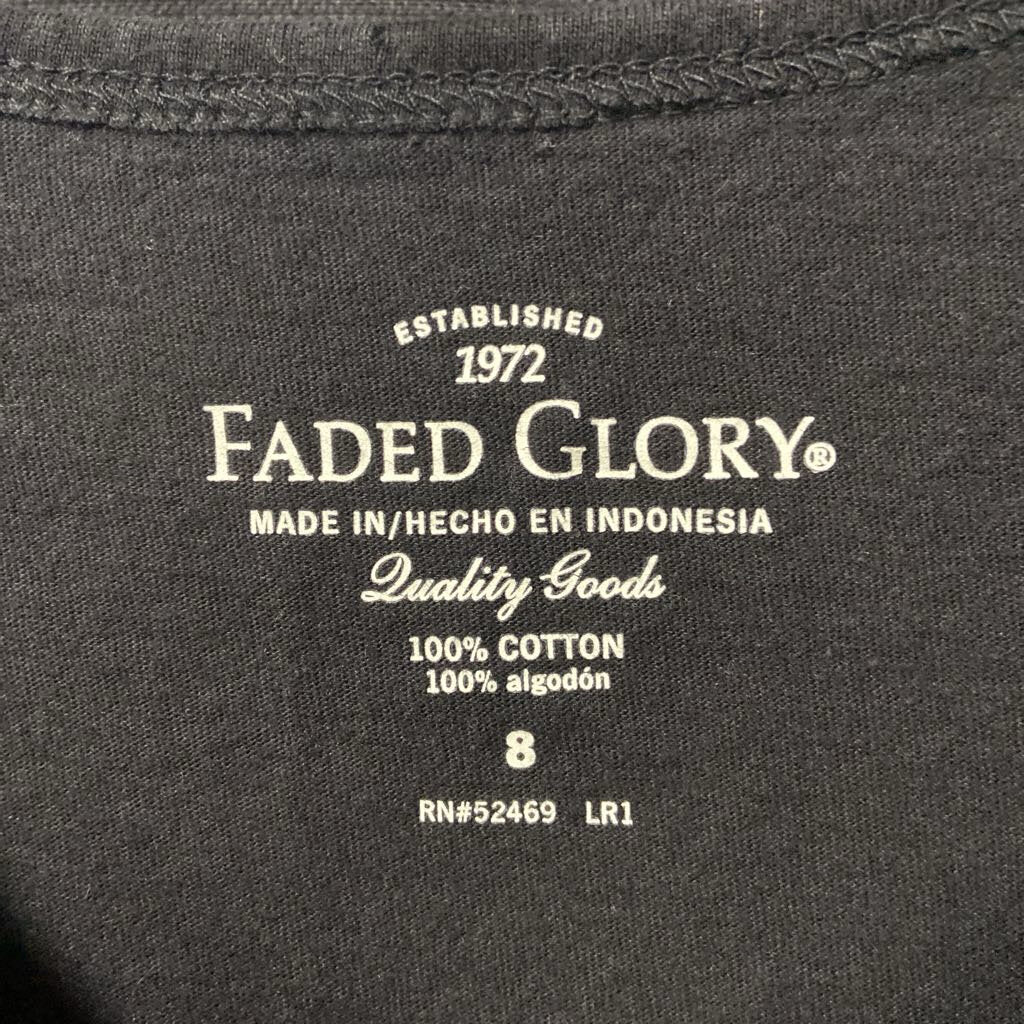 ESTABLISHED
1972
FADED GLORY®
MADE IN/HECHO EN INDONESIA
Quality Goods
100% COTTON
100% algodón
8
RN#52469 LR1